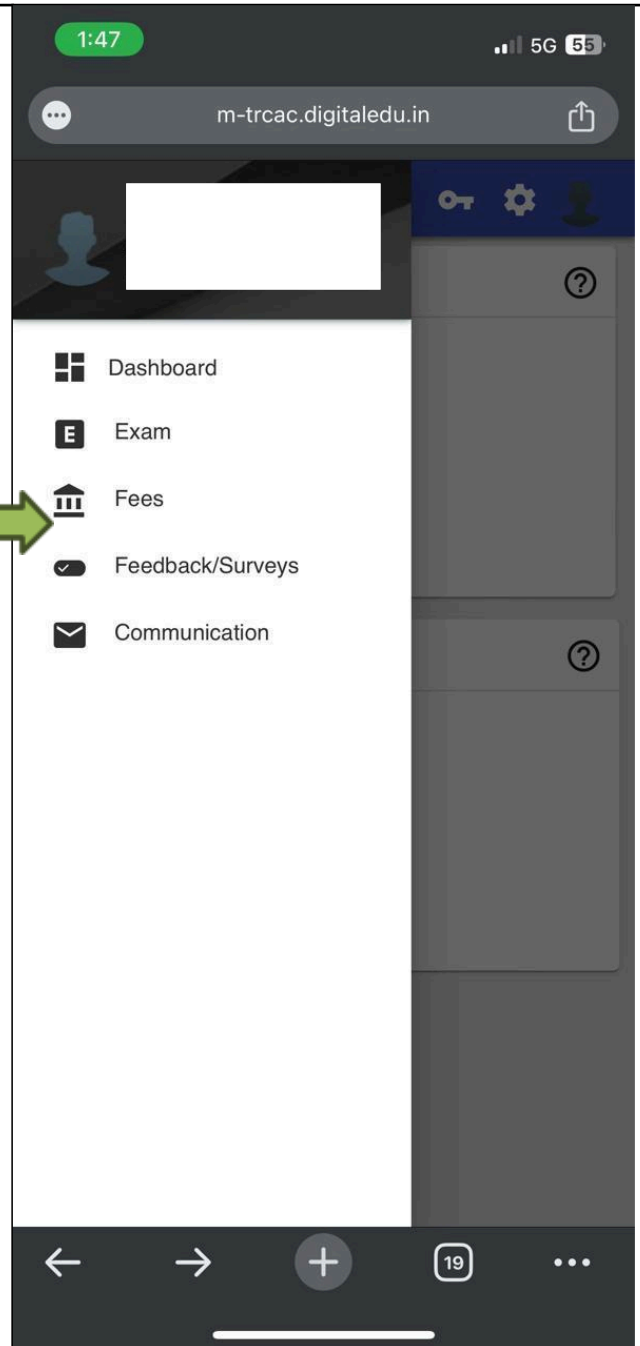 1:47
5G 55
m-trcac.digitaledu.in
Dashboard
E Exam
Fees
Feedback/Surveys
Communication
19